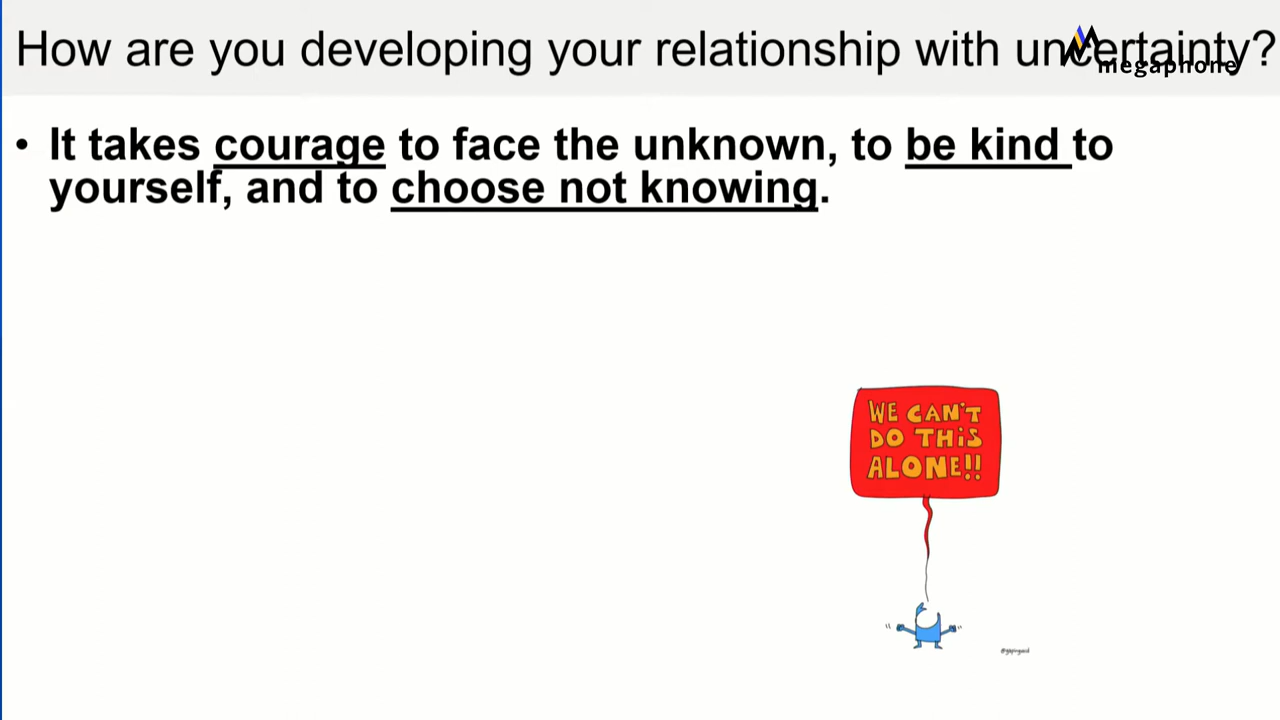 How are you developing your relationship with uncertainty?
megaphone
• It takes courage to face the unknown, to be kind to
yourself, and to choose not knowing.
WE CAN'T
DO THiS
ALONE!!
@gapingvoid